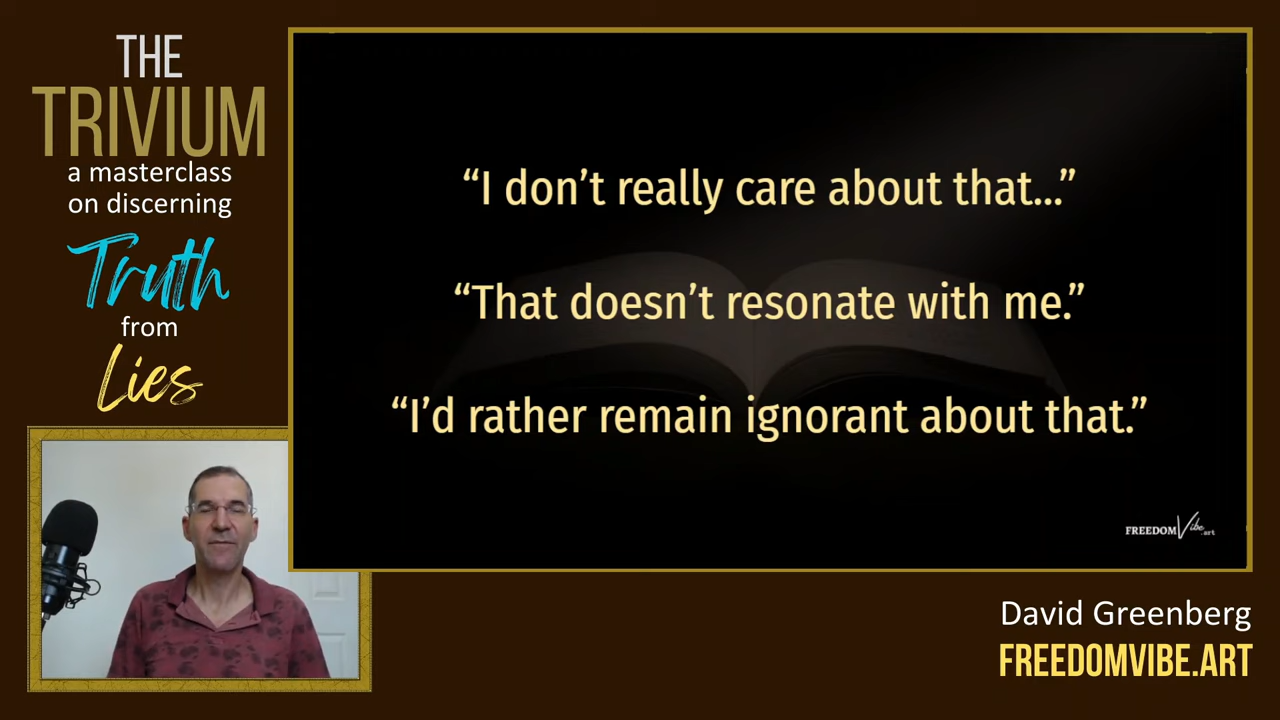 THE
TRIVIUM
a masterclass
on discerning
Truth
from
Lies
“I don’t really care about that...”
“That doesn’t resonate with me.”
“I’d rather remain ignorant about that.”
FREEDOMVibe.art
David Greenberg
FREEDOMVIBE.ART